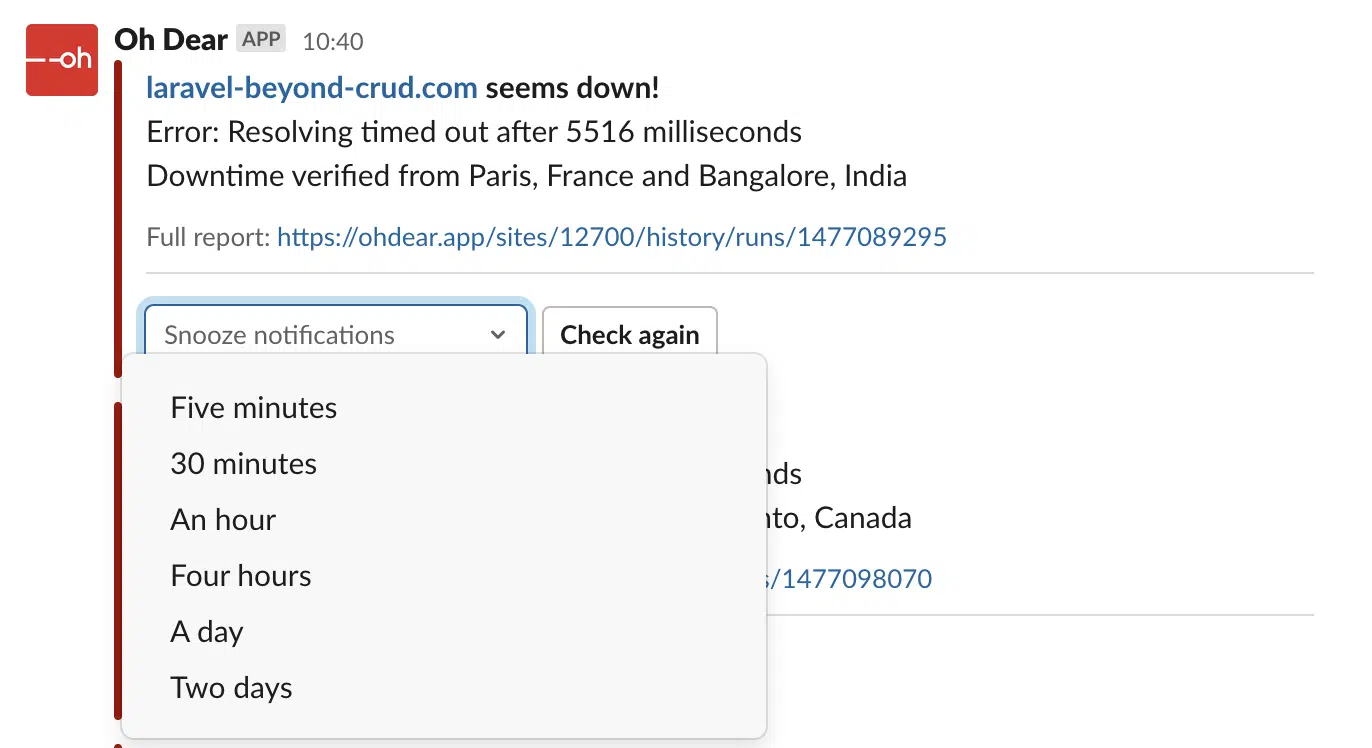 --oh
Oh Dear APP 10:40
laravel-beyond-crud.com seems down!
Error: Resolving timed out after 5516 milliseconds
Downtime verified from Paris, France and Bangalore, India
Full report: https://ohdear.app/sites/12700/history/runs/1477089295
Snooze notifications Check again
Five minutes
30 minutes
An hour
Four hours
A day
Two days
nds
nto, Canada
s/1477098070